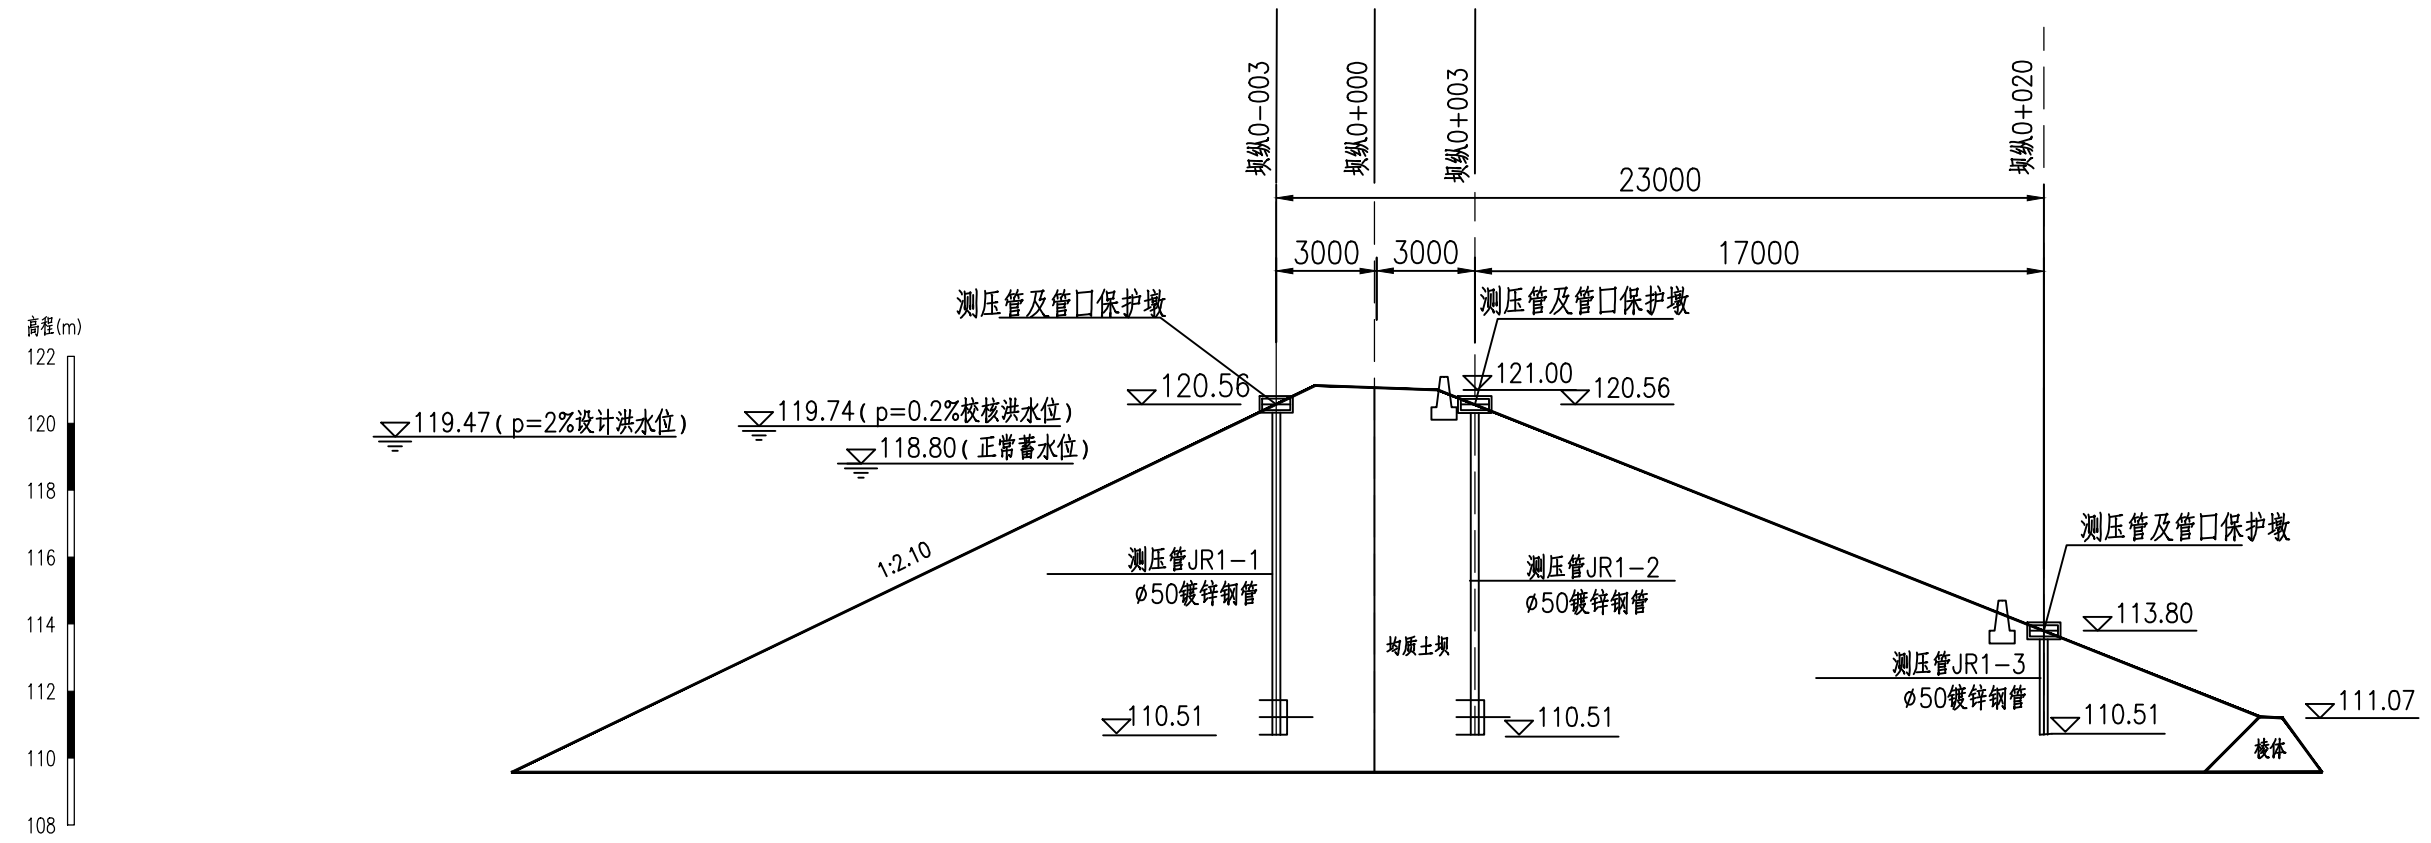 坝纵0-003
坝纵0+000
坝纵0+003
坝纵0+020
23000
3000
3000
17000
测压管及管口保护墩
测压管及管口保护墩
高程(m)
122
120
118
116
114
112
110
108
120.56
121.00
120.56
119.47(p=2%设计洪水位)
119.74(p=0.2%校核洪水位)
118.80(正常蓄水位)
1:2.10
测压管JR1-1
ϕ50镀锌钢管
测压管JR1-2
ϕ50镀锌钢管
测压管及管口保护墩
113.80
均质土坝
测压管JR1-3
ϕ50镀锌钢管
110.51
110.51
110.51
111.07
棱体